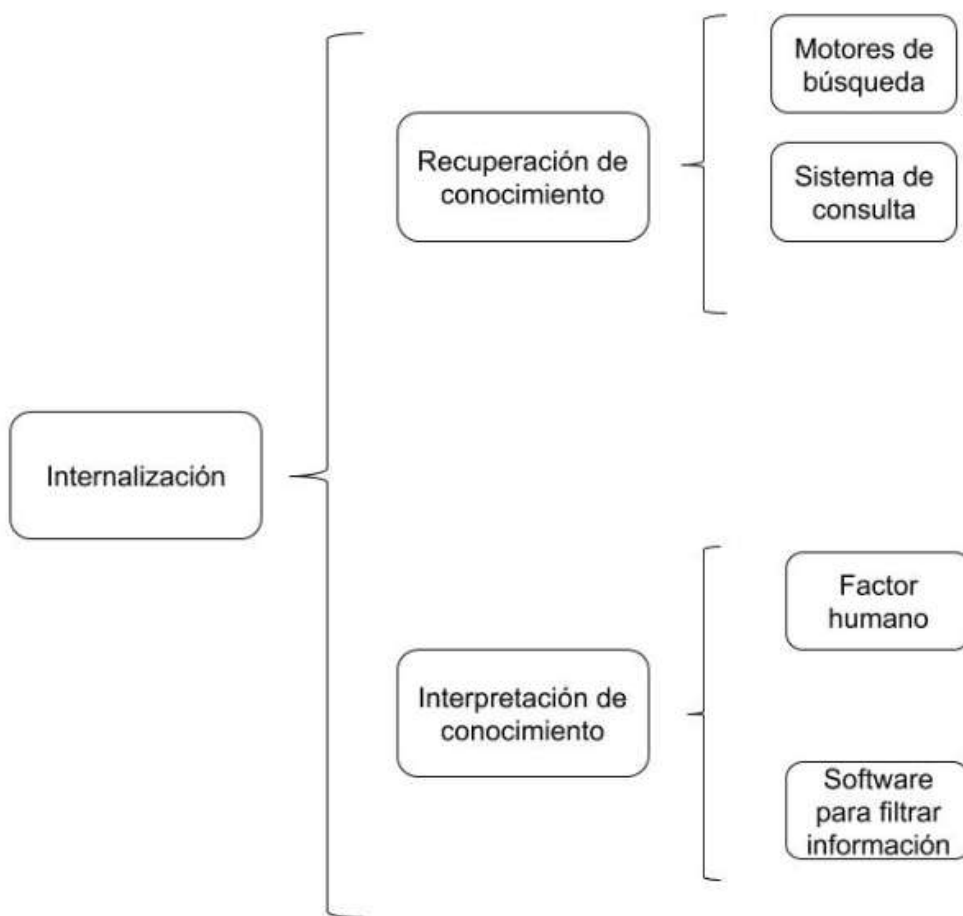 Motores de
búsqueda
Recuperación de
conocimiento
Sistema de
consulta
Internalización
Factor
humano
Interpretación de
conocimiento
Software
para filtrar
información